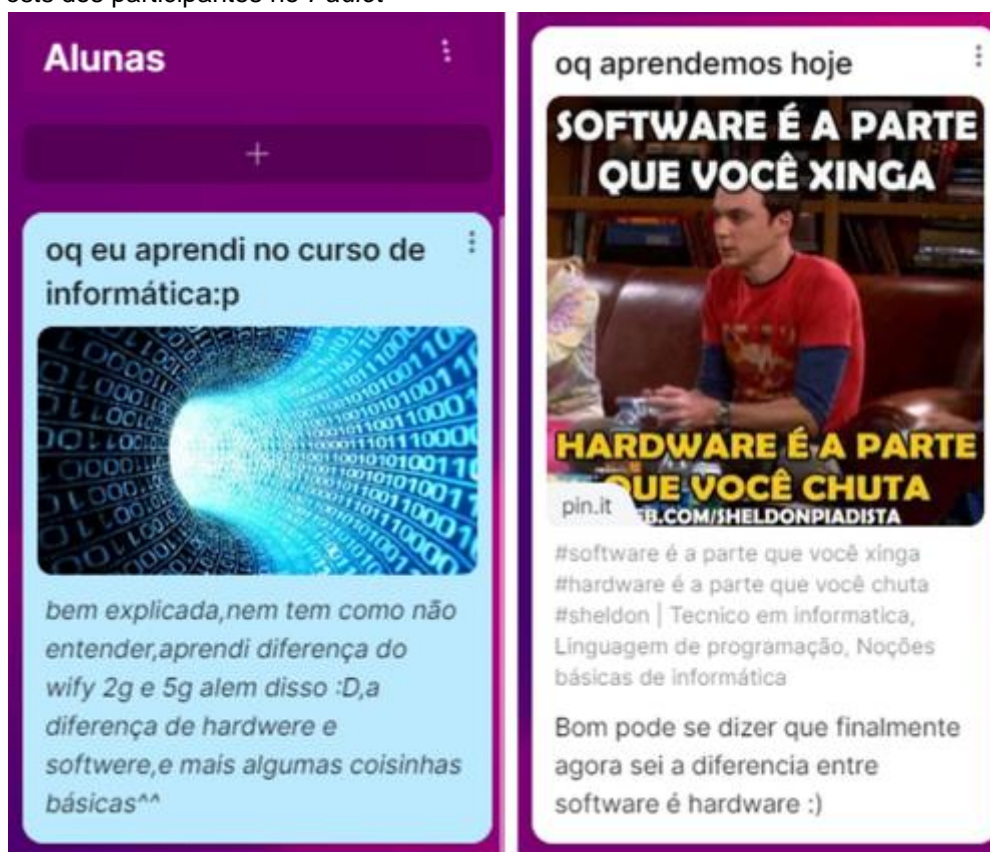 Alunas
+
oq eu aprendi no curso de
informática:p
bem explicada,nem tem como não
entender,aprendi diferença do
wify 2g e 5g alem disso :D,a
diferença de hardwere e
softwere,e mais algumas coisinhas
básicas^^
oq aprendemos hoje
SOFTWARE É A PARTE
QUE VOCÊ XINGA
HARDWARE É A PARTE
QUE VOCÊ CHUTA
pin.it
B.COM/SHELDONPIADISTA
#software é a parte que você xinga
#hardware é a parte que você chuta
#sheldon | Tecnico em informatica,
Linguagem de programação, Noções
básicas de informática
Bom pode se dizer que finalmente
agora sei a diferencia entre
software é hardware :)